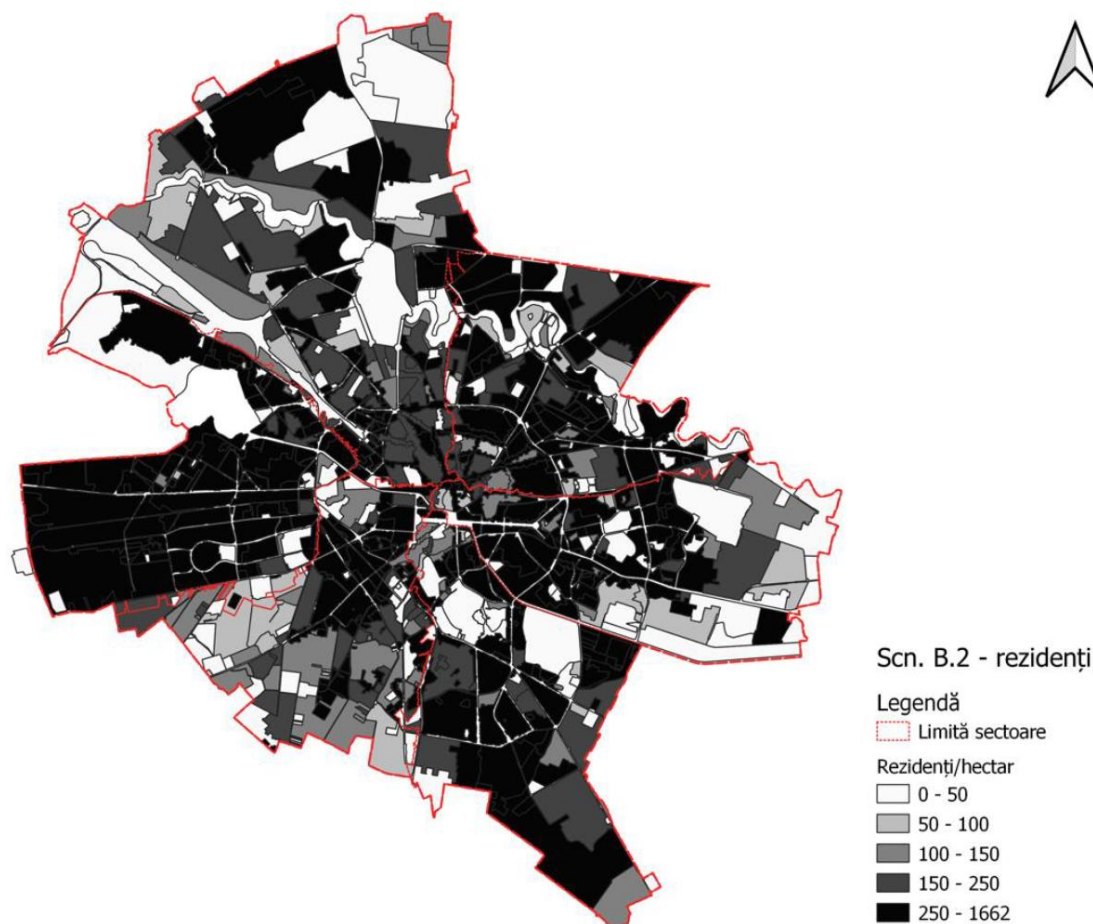 Scn. B.2 - rezidenți
Legendă
Limită sectoare
Rezidenți/hectar
0 - 50
50 - 100
100 - 150
150 - 250
250 - 1662